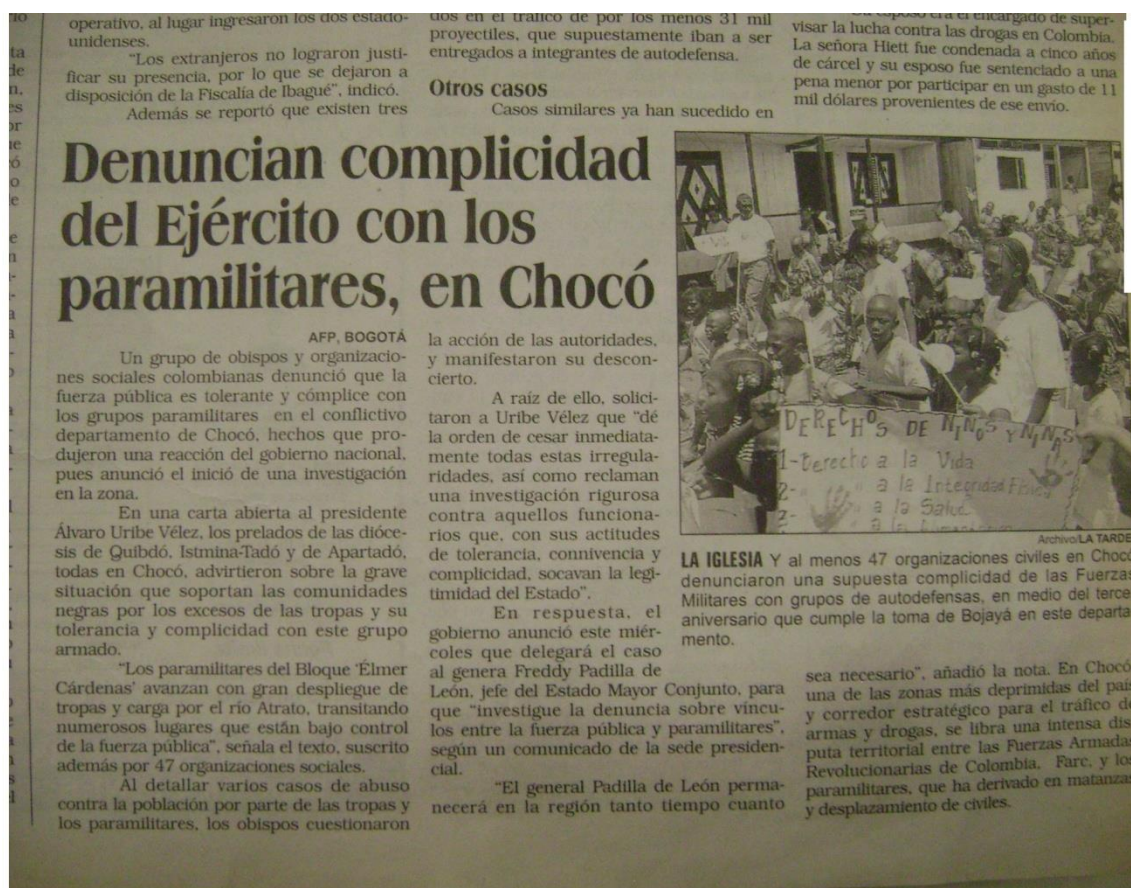 operativo, al lugar ingresaron los dos estado-
unidenses.
"Los extranjeros no lograron justi-
ficar su presencia, por lo que se dejaron a
disposición de la Fiscalía de Ibagué", indicó.
Además se reportó que existen tres
dos en el tráfico de por los menos 31 mil
proyectiles, que supuestamente iban a ser
entregados a integrantes de autodefensa.
Otros casos
Casos similares ya han sucedido en
esposo era el encargado de super-
visar la lucha contra las drogas en Colombia.
La señora Hiett fue condenada a cinco años
de cárcel y su esposo fue sentenciado a una
pena menor por participar en un gasto de 11
mil dólares provenientes de ese envío.
Denuncian complicidad
del Ejército con los
paramilitares, en Chocó
AFP, BOGOTÁ
Un grupo de obispos y organizacio-
nes sociales colombianas denunció que la
fuerza pública es tolerante y cómplice con
los grupos paramilitares en el conflictivo
departamento de Chocó, hechos que pro-
dujeron una reacción del gobierno nacional,
pues anunció el inició de una investigación
en la zona.
En una carta abierta al presidente
Álvaro Uribe Vélez, los prelados de las dióce-
sis de Quibdó, Istmina-Tadó y de Apartadó,
todas en Chocó, advirtieron sobre la grave
situación que soportan las comunidades
negras por los excesos de las tropas y su
tolerancia y complicidad con este grupo
armado.
"Los paramilitares del Bloque 'Élmer
Cárdenas' avanzan con gran despliegue de
tropas y carga por el río Atrato, transitando
numerosos lugares que están bajo control
de la fuerza pública", señala el texto, suscrito
además por 47 organizaciones sociales.
Al detallar varios casos de abuso
contra la población por parte de las tropas y
los paramilitares, los obispos cuestionaron
la acción de las autoridades,
y manifestaron su descon-
cierto.
A raíz de ello, solici-
taron a Uribe Vélez que "dé
la orden de cesar inmediata-
mente todas estas irregula-
ridades, así como reclaman
una investigación rigurosa
contra aquellos funciona-
rios que, con sus actitudes
de tolerancia, connivencia y
complicidad, socavan la legi-
timidad del Estado".
En respuesta, el
gobierno anunció este miér-
coles que delegará el caso
al genera Freddy Padilla de
León, jefe del Estado Mayor Conjunto, para
que "investigue la denuncia sobre víncu-
los entre la fuerza pública y paramilitares",
según un comunicado de la sede presiden-
cial.
"El general Padilla de León perma-
necerá en la región tanto tiempo cuanto
DERECHOS DE NIÑOS Y NIÑAS
1- Derecho a la Vida
2- a la Integridad Física
3- a la Salud
Archivo/LA TARDE
LA IGLESIA Y al menos 47 organizaciones civiles en Chocó
denunciaron una supuesta complicidad de las Fuerzas
Militares con grupos de autodefensas, en medio del tercer
aniversario que cumple la toma de Bojayá en este departa-
mento.
sea necesario", añadió la nota. En Chocó
una de las zonas más deprimidas del país
y corredor estratégico para el tráfico de
armas y drogas, se libra una intensa dis-
puta territorial entre las Fuerzas Armadas
Revolucionarias de Colombia, Farc, y los
paramilitares, que ha derivado en matanzas
y desplazamiento de civiles.